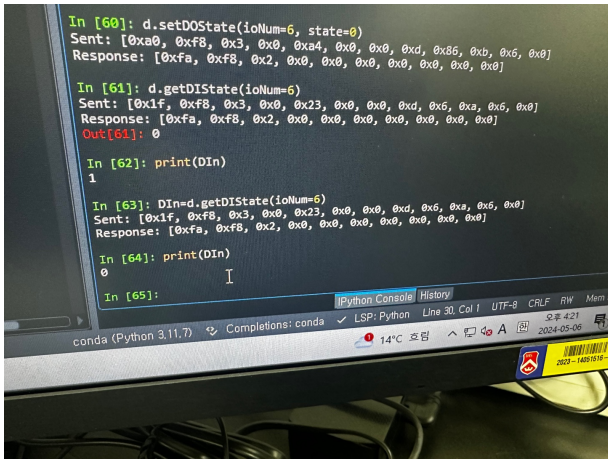 In [60]: d.setDOState(ioNum=6, state=0)
Sent: [0xa0, 0xf8, 0x3, 0x0, 0xa4, 0x0, 0x0, 0xd, 0x86, 0xb, 0x6, 0x0]
Response: [0xfa, 0xf8, 0x2, 0x0, 0x0, 0x0, 0x0, 0x0, 0x0, 0x0]
In [61]: d.getDIState(ioNum=6)
Sent: [0x1f, 0xf8, 0x3, 0x0, 0x23, 0x0, 0x0, 0xd, 0x6, 0xa, 0x6, 0x0]
Response: [0xfa, 0xf8, 0x2, 0x0, 0x0, 0x0, 0x0, 0x0, 0x0, 0x0]
Out[61]: 0
In [62]: print(DIn)
1
In [63]: DIn=d.getDIState(ioNum=6)
Sent: [0x1f, 0xf8, 0x3, 0x0, 0x23, 0x0, 0x0, 0xd, 0x6, 0xa, 0x6, 0x0]
Response: [0xfa, 0xf8, 0x2, 0x0, 0x0, 0x0, 0x0, 0x0, 0x0, 0x0]
In [64]: print(DIn)
0
In [65]:
IPython Console History
conda (Python 3.11.7) Completions: conda ✓ LSP: Python Line 30, Col 1 UTF-8 CRLF RW Mem
14°C 흐림 A 한 오후 4:21
2024-05-06
2023-14051516-